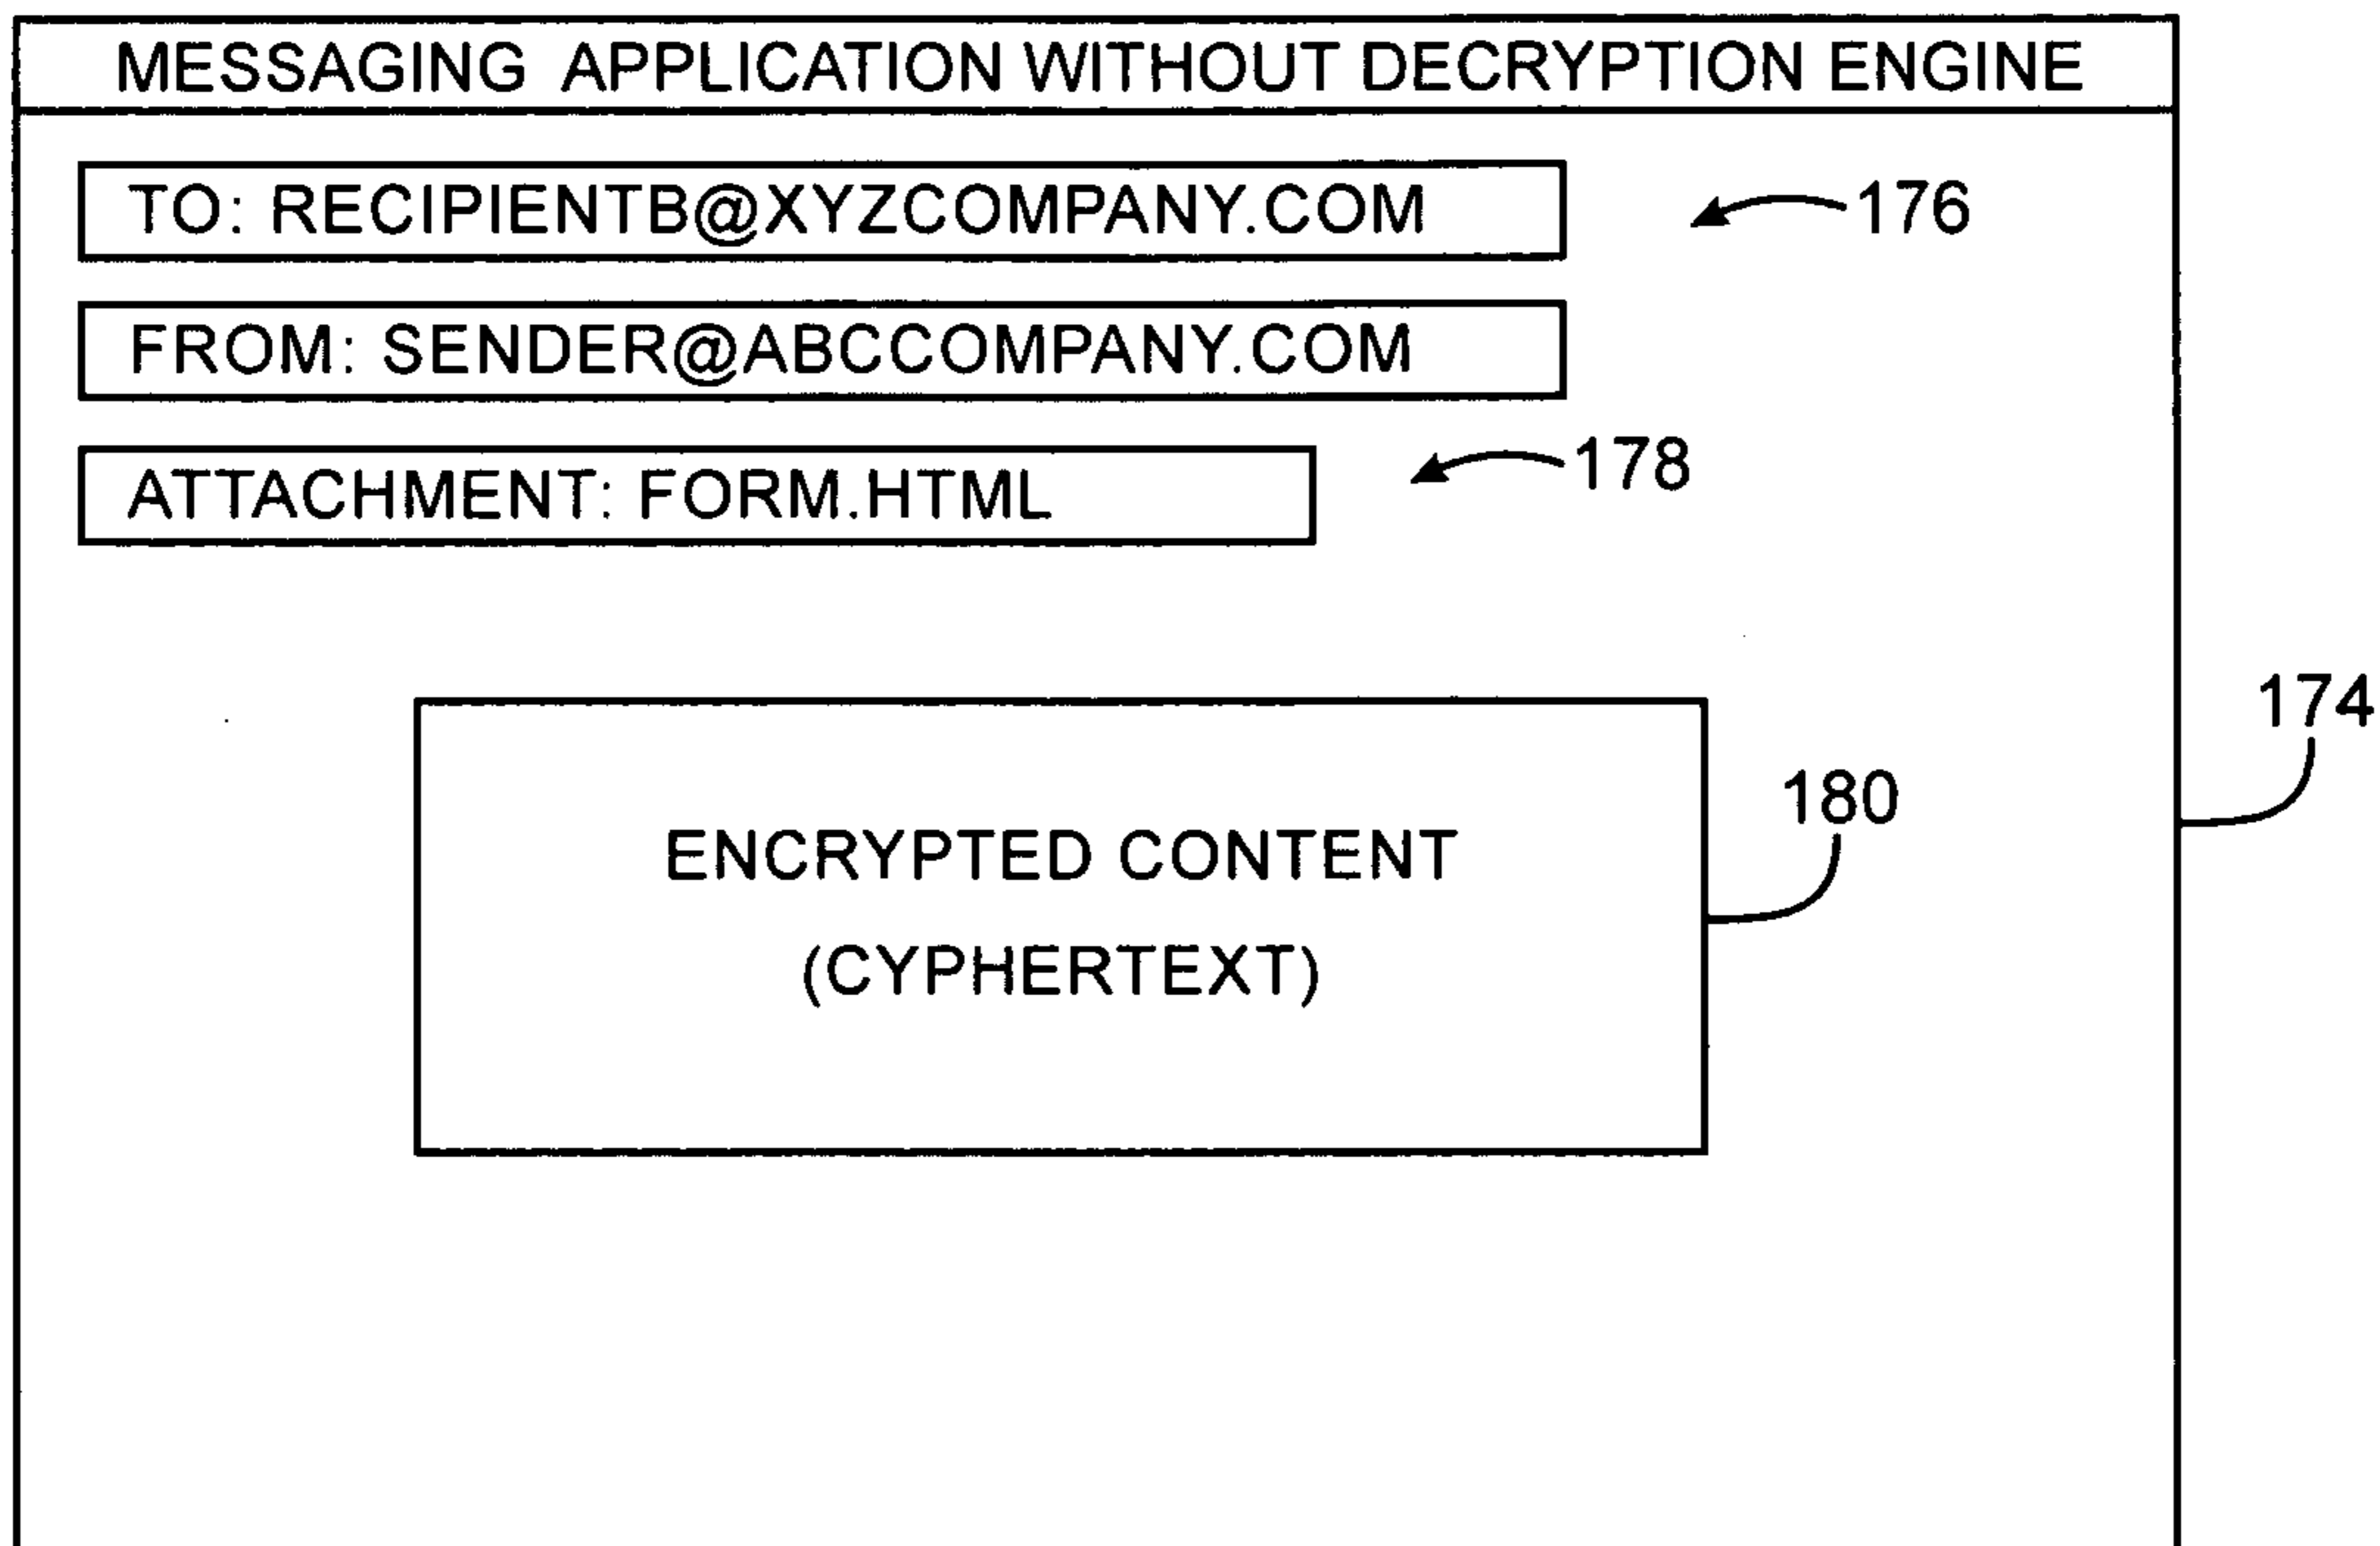 MESSAGING APPLICATION WITHOUT DECRYPTION ENGINE
TO: RECIPIENTB@XYZCOMPANY.COM
176
FROM: SENDER@ABCCOMPANY.COM
ATTACHMENT: FORM.HTML
178
174
180
ENCRYPTED CONTENT
(CYPHERTEXT)